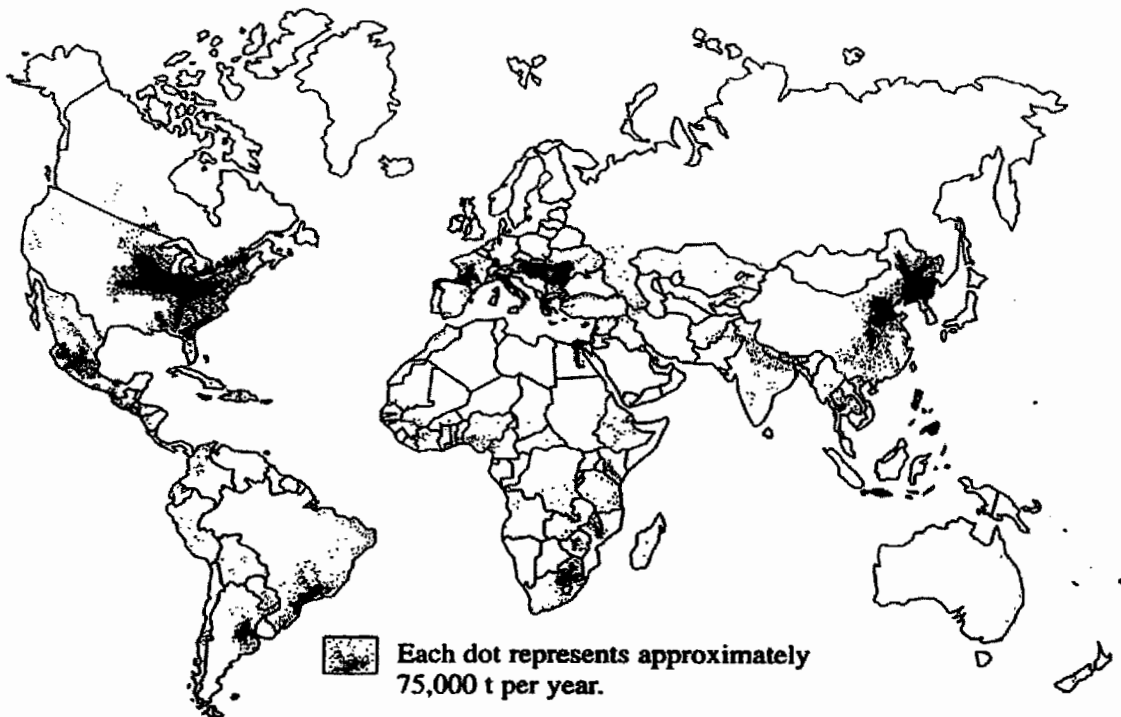 Each dot represents approximately
75,000 t per year.